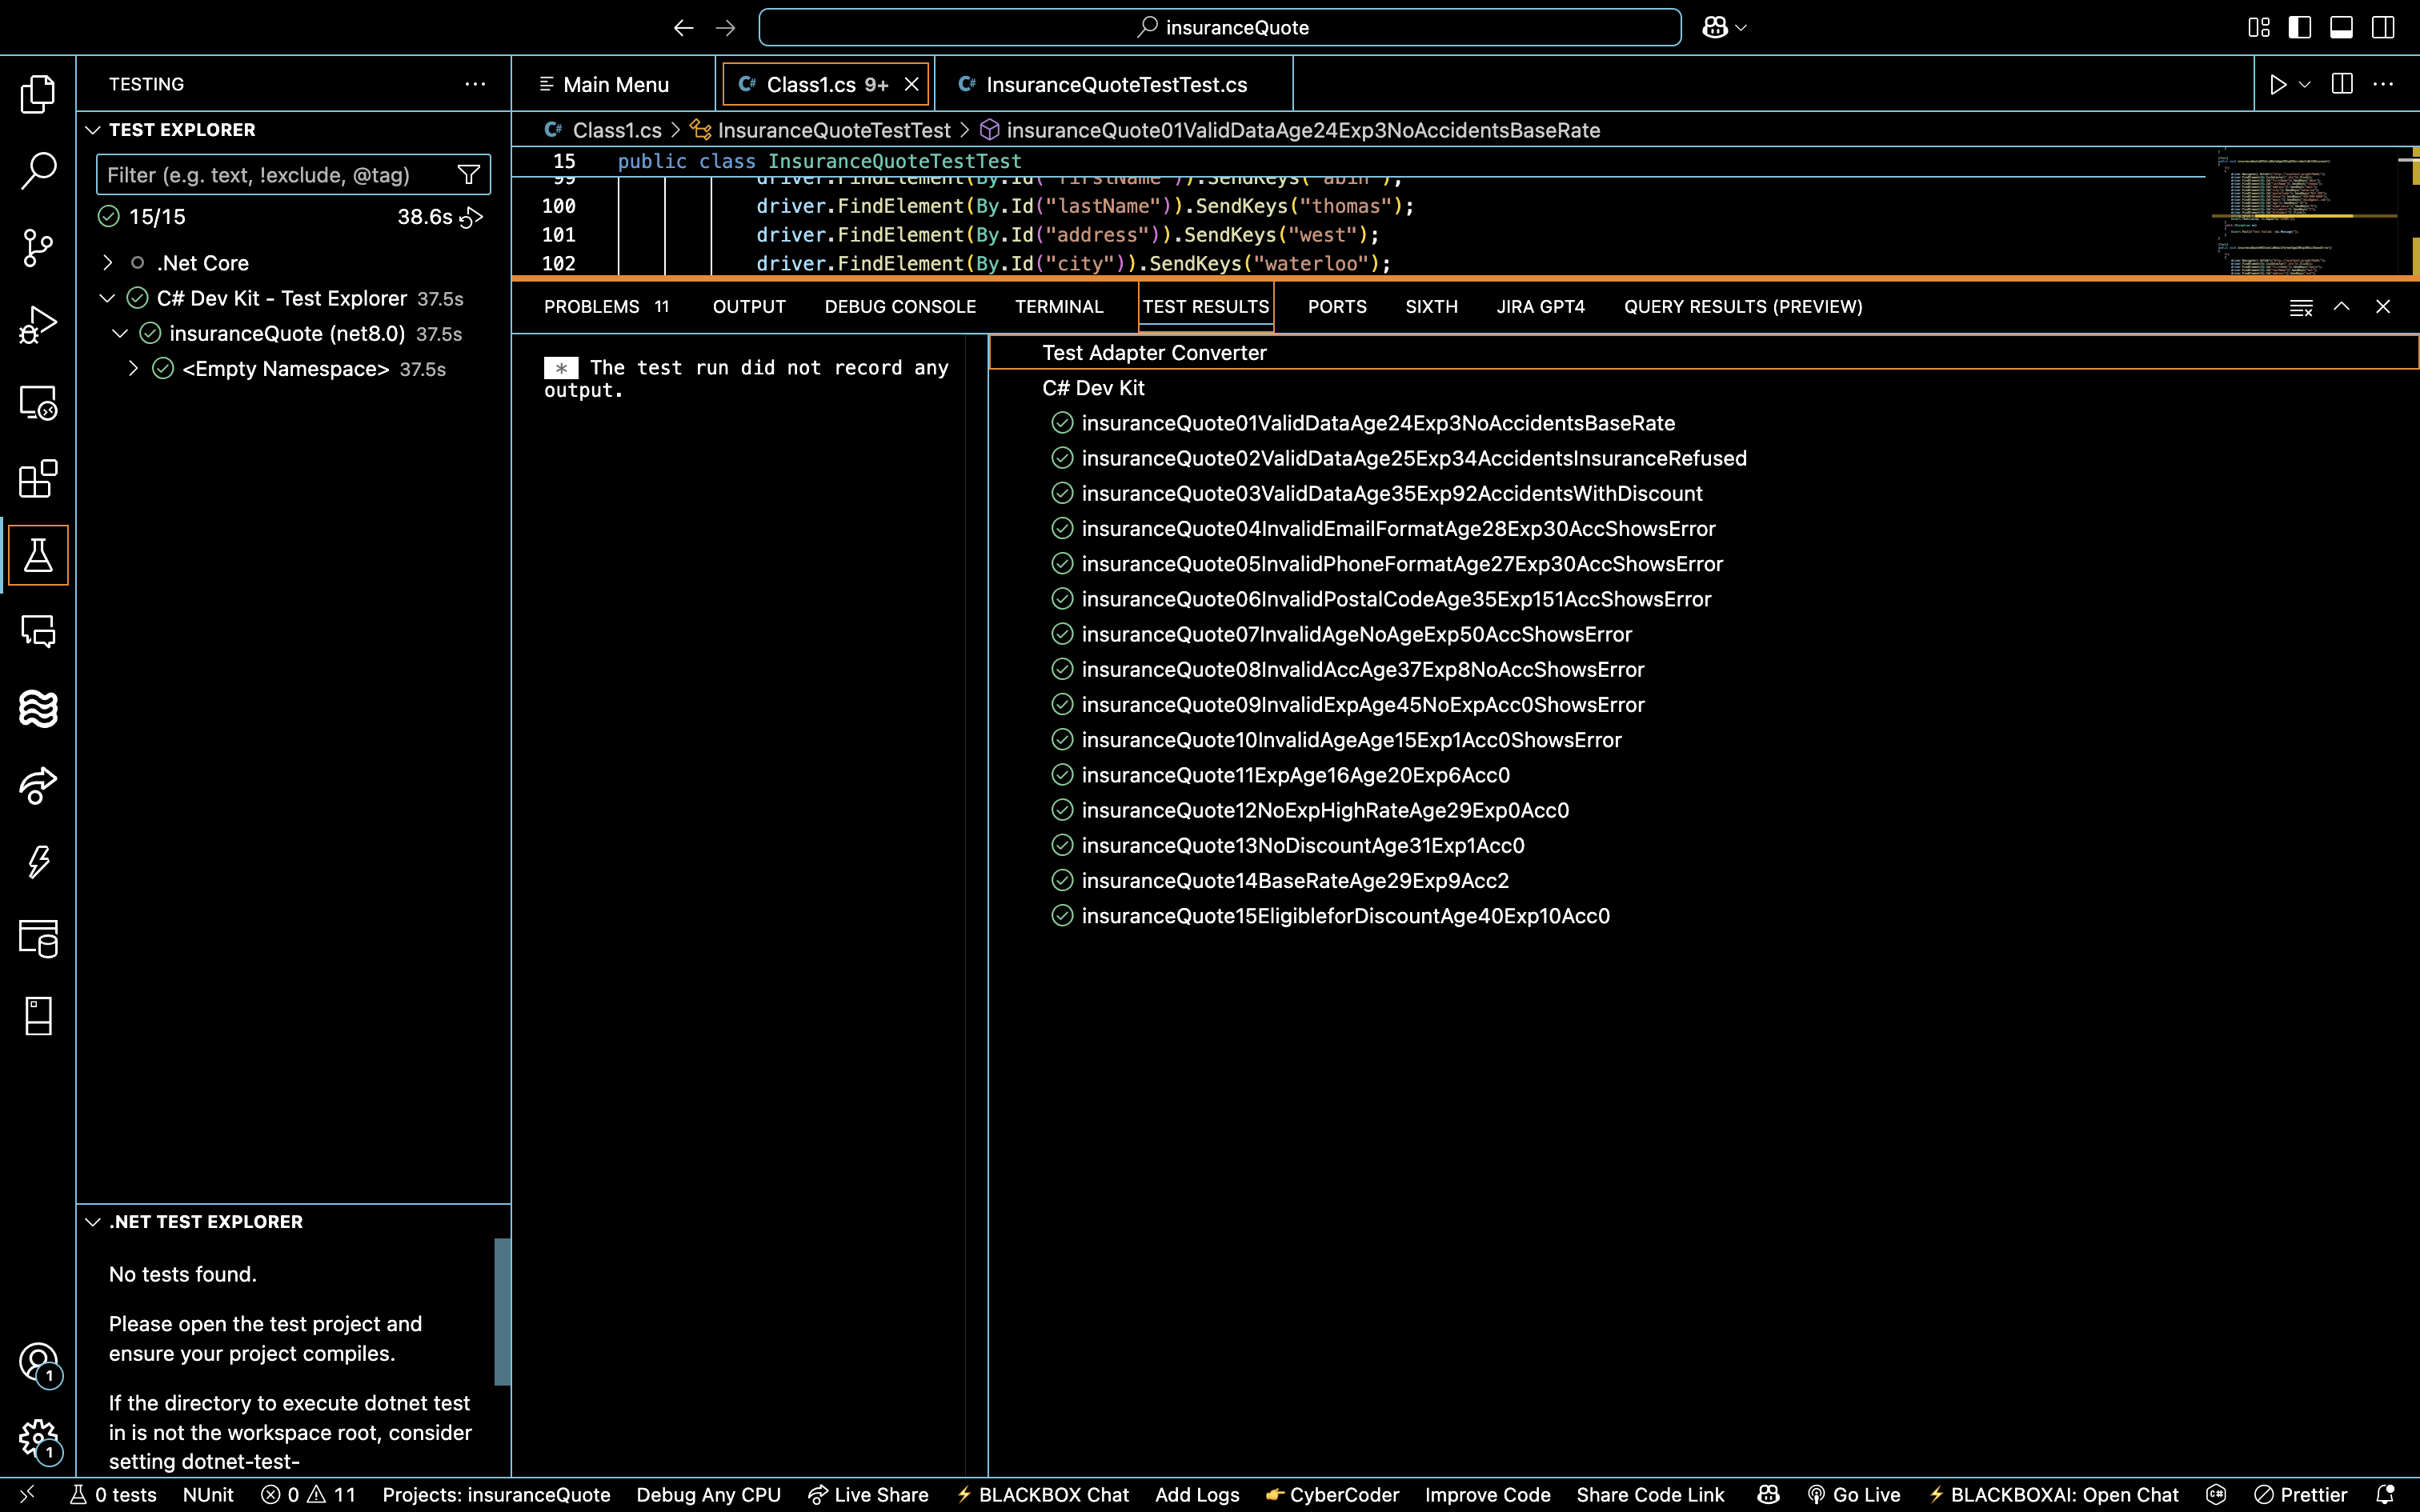 insuranceQuote
TESTING
Main Menu
Class1.cs 9+
InsuranceQuoteTestTest.cs
TEST EXPLORER
Filter (e.g. text, !exclude, @tag)
15/15 38.6s
.Net Core
C# Dev Kit - Test Explorer 37.5s
insuranceQuote (net8.0) 37.5s
<Empty Namespace> 37.5s
Class1.cs > InsuranceQuoteTestTest > insuranceQuote01ValidDataAge24Exp3NoAccidentsBaseRate
15 public class InsuranceQuoteTestTest
99 driver.FindElement(By.Id("firstName")).SendKeys("abin");
100 driver.FindElement(By.Id("lastName")).SendKeys("thomas");
101 driver.FindElement(By.Id("address")).SendKeys("west");
102 driver.FindElement(By.Id("city")).SendKeys("waterloo");
PROBLEMS 11 OUTPUT DEBUG CONSOLE TERMINAL TEST RESULTS PORTS SIXTH JIRA GPT4 QUERY RESULTS (PREVIEW)
* The test run did not record any
output.
Test Adapter Converter
C# Dev Kit
insuranceQuote01ValidDataAge24Exp3NoAccidentsBaseRate
insuranceQuote02ValidDataAge25Exp34AccidentsInsuranceRefused
insuranceQuote03ValidDataAge35Exp92AccidentsWithDiscount
insuranceQuote04InvalidEmailFormatAge28Exp30AccShowsError
insuranceQuote05InvalidPhoneFormatAge27Exp30AccShowsError
insuranceQuote06InvalidPostalCodeAge35Exp151AccShowsError
insuranceQuote07InvalidAgeNoAgeExp50AccShowsError
insuranceQuote08InvalidAccAge37Exp8NoAccShowsError
insuranceQuote09InvalidExpAge45NoExpAcc0ShowsError
insuranceQuote10InvalidAgeAge15Exp1Acc0ShowsError
insuranceQuote11ExpAge16Age20Exp6Acc0
insuranceQuote12NoExpHighRateAge29Exp0Acc0
insuranceQuote13NoDiscountAge31Exp1Acc0
insuranceQuote14BaseRateAge29Exp9Acc2
insuranceQuote15EligibleforDiscountAge40Exp10Acc0
.NET TEST EXPLORER
No tests found.
Please open the test project and
ensure your project compiles.
If the directory to execute dotnet test
in is not the workspace root, consider
setting dotnet-test-
1
1
0 tests NUnit 0 11 Projects: insuranceQuote Debug Any CPU Live Share BLACKBOX Chat Add Logs CyberCoder Improve Code Share Code Link Go Live BLACKBOXAI: Open Chat Prettier